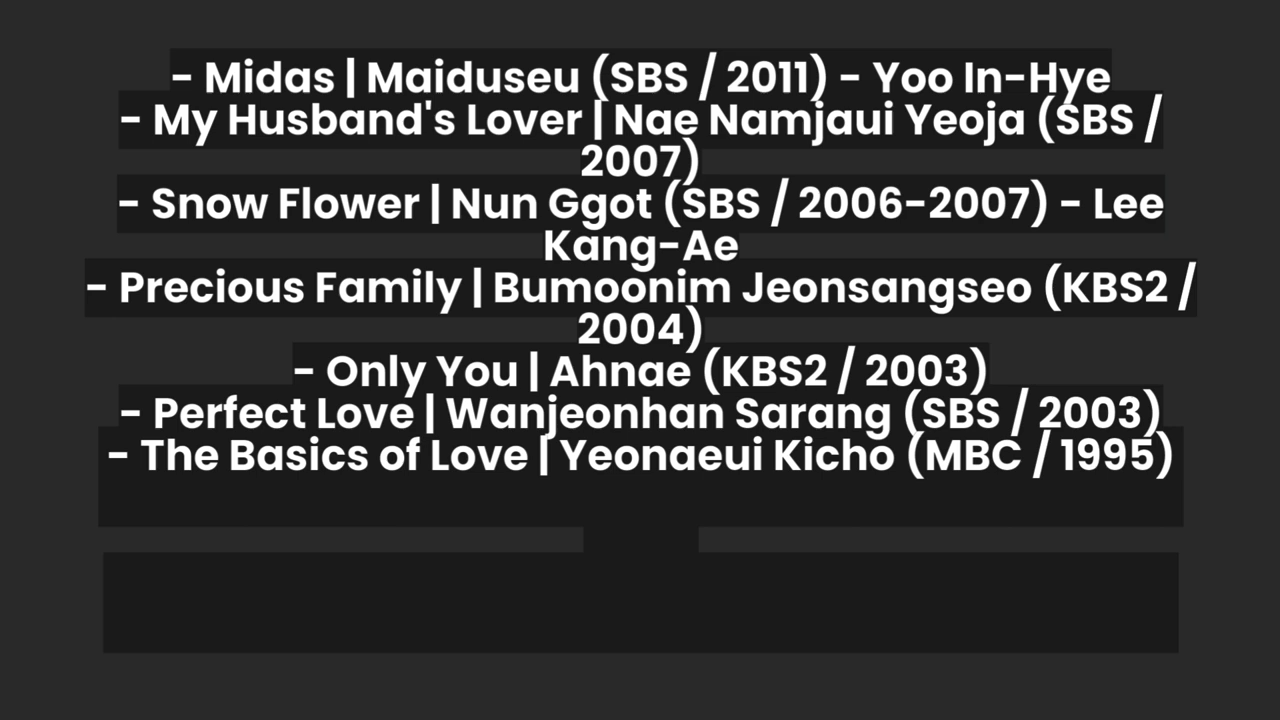 - Midas | Maiduseu (SBS / 2011) - Yoo In-Hye
- My Husband's Lover | Nae Namjaui Yeoja (SBS /
2007)
- Snow Flower | Nun Ggot (SBS / 2006-2007) - Lee
Kang-Ae
- Precious Family | Bumoonim Jeonsangseo (KBS2 /
2004)
- Only You | Ahnae (KBS2 / 2003)
- Perfect Love | Wanjeonhan Sarang (SBS / 2003)
- The Basics of Love | Yeonaeui Kicho (MBC / 1995)